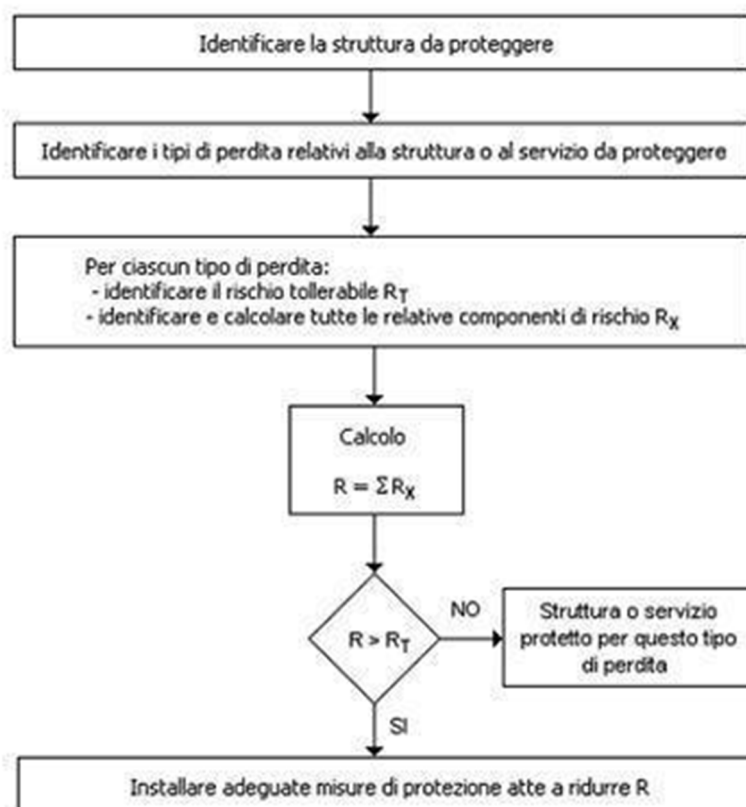 Identificare la struttura da proteggere
Identificare i tipi di perdita relativi alla struttura o al servizio da proteggere
Per ciascun tipo di perdita:
- identificare il rischio tollerabile RT
- identificare e calcolare tutte le relative componenti di rischio RX
Calcolo
R = ΣRX
R > RT
NO
Struttura o servizio
protetto per questo tipo
di perdita
SI
Installare adeguate misure di protezione atte a ridurre R